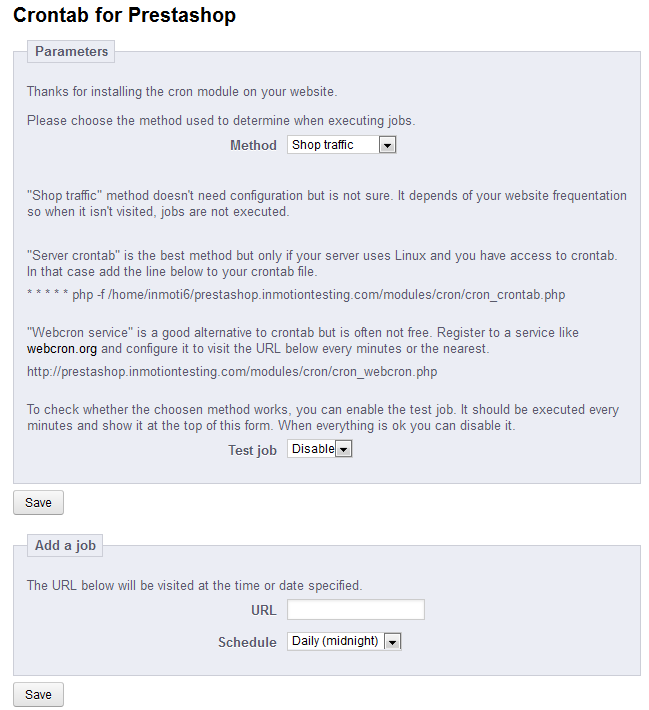 Crontab for Prestashop
Parameters
Thanks for installing the cron module on your website.
Please choose the method used to determine when executing jobs.
Method Shop traffic
"Shop traffic" method doesn't need configuration but is not sure. It depends of your website frequentation
so when it isn't visited, jobs are not executed.
"Server crontab" is the best method but only if your server uses Linux and you have access to crontab.
In that case add the line below to your crontab file.
* * * * * php -f /home/inmoti6/prestashop.inmotiontesting.com/modules/cron/cron_crontab.php
"Webcron service" is a good alternative to crontab but is often not free. Register to a service like
webcron.org and configure it to visit the URL below every minutes or the nearest.
http://prestashop.inmotiontesting.com/modules/cron/cron_webcron.php
To check whether the choosen method works, you can enable the test job. It should be executed every
minutes and show it at the top of this form. When everything is ok you can disable it.
Test job Disable
Save
Add a job
The URL below will be visited at the time or date specified.
URL
Schedule Daily (midnight)
Save